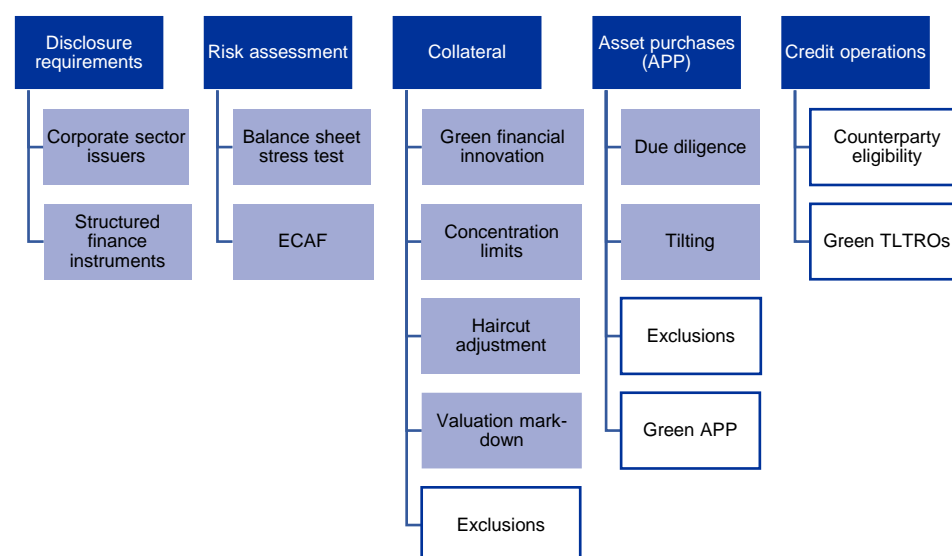 Disclosure
requirements
Risk assessment
Collateral
Asset purchases
(APP)
Credit operations
Corporate sector
issuers
Balance sheet
stress test
Green financial
innovation
Due diligence
Counterparty
eligibility
Structured
finance
instruments
ECAF
Concentration
limits
Tilting
Green TLTROs
Haircut
adjustment
Exclusions
Valuation mark-
down
Green APP
Exclusions